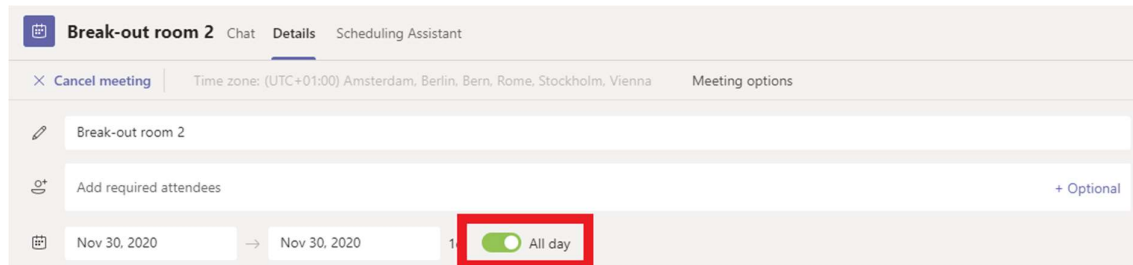 Break-out room 2 Chat Details Scheduling Assistant
Cancel meeting Time zone: (UTC+01:00) Amsterdam, Berlin, Bern, Rome, Stockholm, Vienna Meeting options
Break-out room 2
Add required attendees + Optional
Nov 30, 2020 → Nov 30, 2020 All day